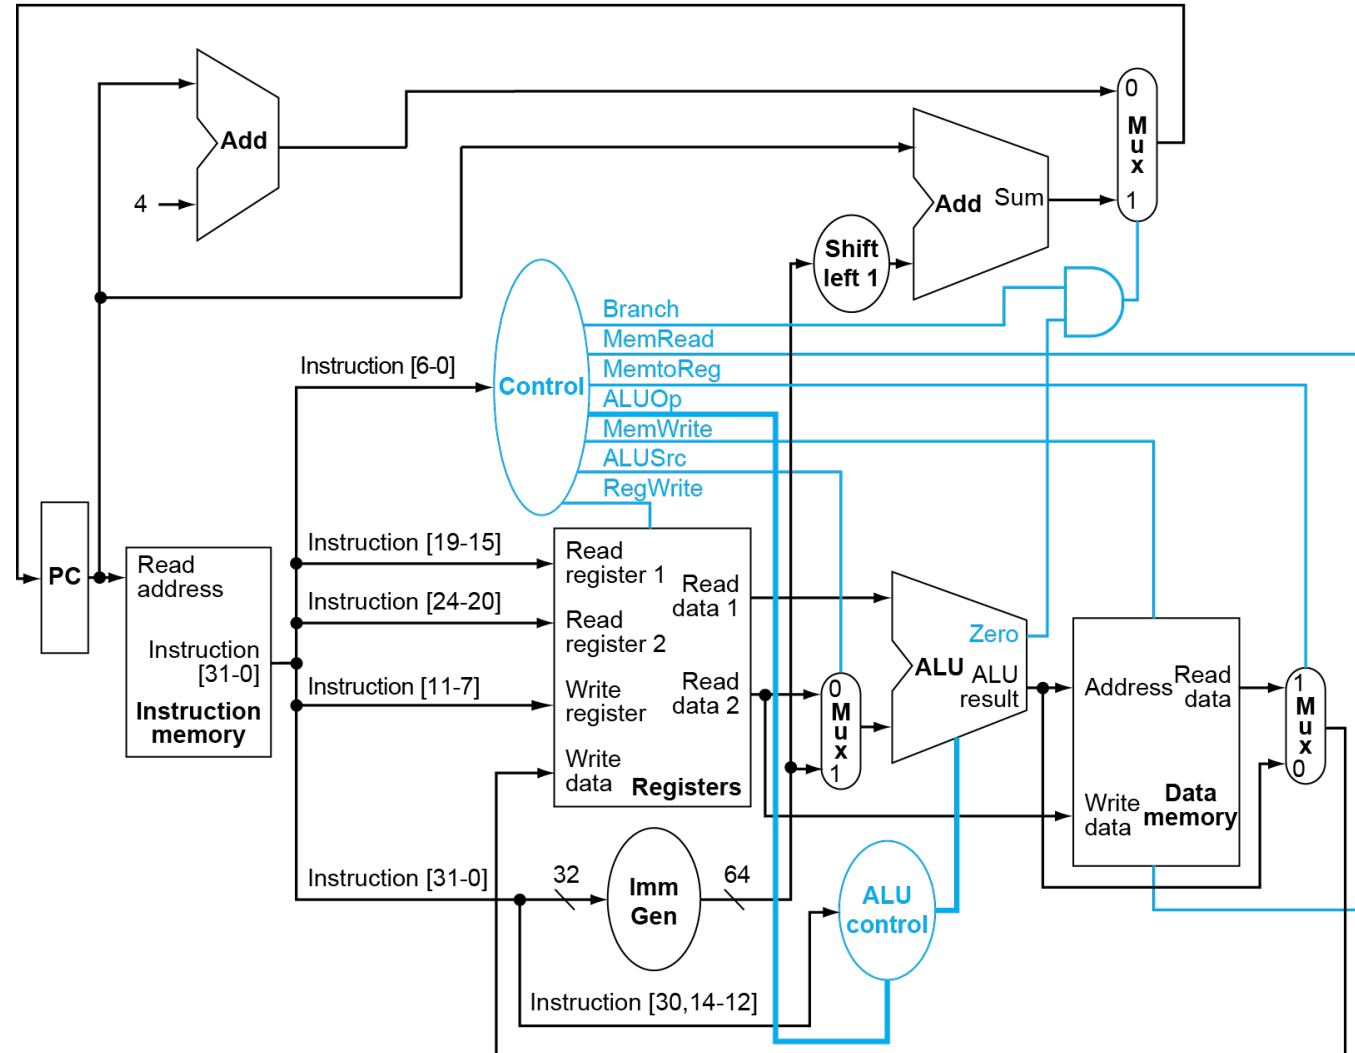 0
M
u
x
1
Add
4
Add
Sum
Shift
left 1
Branch
MemRead
MemtoReg
ALUOp
MemWrite
ALUSrc
RegWrite
Instruction [6-0]
Control
PC
Read
address
Instruction
[31-0]
Instruction
memory
Instruction [19-15]
Instruction [24-20]
Instruction [11-7]
Read
register 1
Read
register 2
Write
register
Write
data
Read
data 1
Read
data 2
Registers
0
M
u
x
1
Zero
ALU
ALU
result
Address
Read
data
Write
data
Data
memory
1
M
u
x
0
Instruction [31-0]
32
Imm
Gen
64
ALU
control
Instruction [30,14-12]